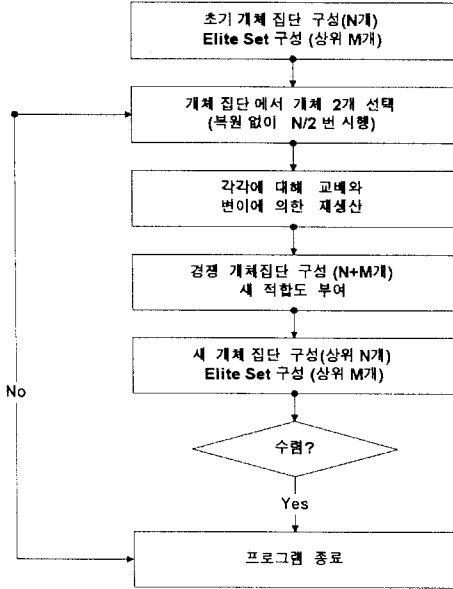 초기 개체 집단 구성(N개)
Elite Set 구성 (상위 M개)
개체 집단 에서 개체 2개 선택
(복원 없이 N/2 번 시행)
각각에 대해 교배와
변이에 의한 재생산
경쟁 개체집단 구성 (N+M개)
새 적합도 부여
새 개체 집단 구성(상위 N개)
Elite Set 구성 (상위 M개)
No
수렴?
Yes
프로그램 종료